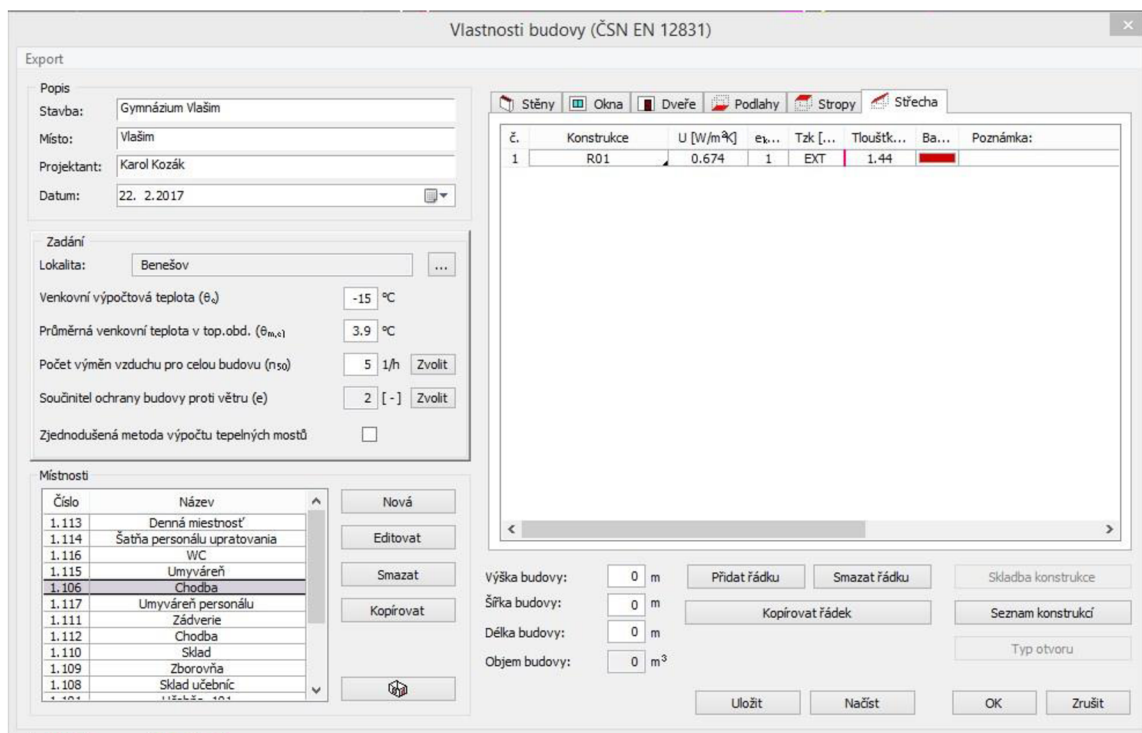 Vlastnosti budovy (ČSN EN 12831)
Export
Popis
Stavba: Gymnázium Vlašim
Místo: Vlašim
Projektant: Karol Kozák
Datum: 22. 2.2017
Zadání
Lokalita: Benešov ...
Venkovní výpočtová teplota (θe) -15 °C
Průměrná venkovní teplota v top.obd. (θm,e) 3.9 °C
Počet výměn vzduchu pro celou budovu (n50) 5 1/h Zvolit
Součinitel ochrany budovy proti větru (e) 2 [-] Zvolit
Zjednodušená metoda výpočtu tepelných mostů
Místnosti
Číslo Název
1.113 Denná miestnosť
1.114 Šatňa personálu upratovania
1.116 WC
1.115 Umyváreň
1.106 Chodba
1.117 Umyváreň personálu
1.111 Zádverie
1.112 Chodba
1.110 Sklad
1.109 Zborovňa
1.108 Sklad učebníc
Nová
Editovat
Smazat
Kopírovat
Stěny Okna Dveře Podlahy Stropy Střecha
č. Konstrukce U [W/m²K] ek... Tzk [... Tloušťk... Ba... Poznámka:
1 R01 0.674 1 EXT 1.44
Výška budovy: 0 m
Šířka budovy: 0 m
Délka budovy: 0 m
Objem budovy: 0 m³
Přidat řádku Smazat řádku
Kopírovat řádek
Skladba konstrukce
Seznam konstrukcí
Typ otvoru
Uložit Načíst OK Zrušit